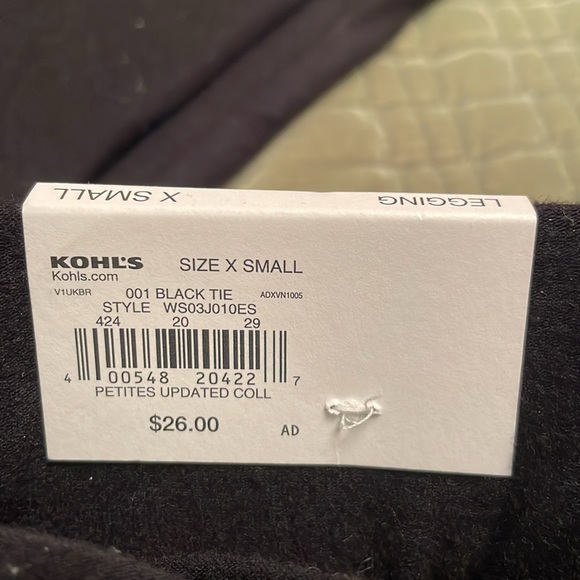 X SMALL LEGGING
KOHL'S SIZE X SMALL
Kohls.com
V1UKBR 001 BLACK TIE ADXVN1005
STYLE WS03J010ES
424 20 29
4 00548 20422 7
PETITES UPDATED COLL
$26.00 AD